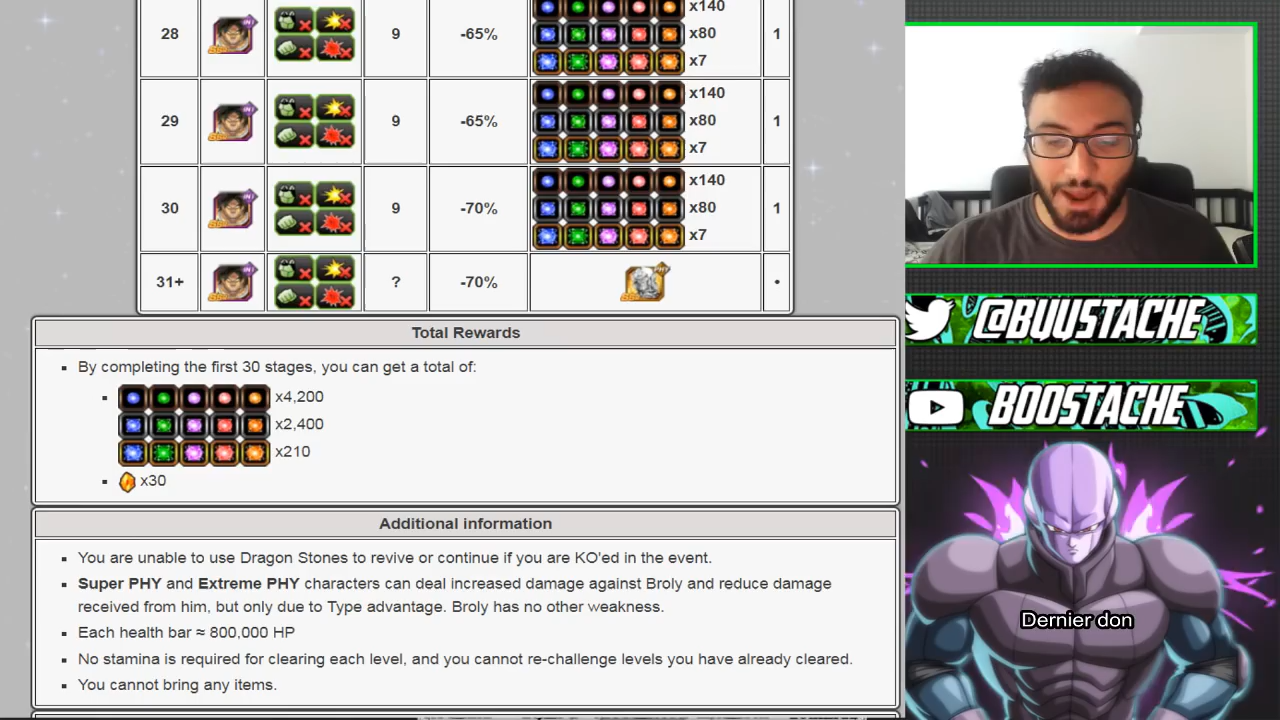 28 9 -65% x140 1
x80
x7
29 9 -65% x140 1
x80
x7
30 9 -70% x140 1
x80
x7
31+ ? -70% •
Total Rewards
By completing the first 30 stages, you can get a total of:
x4,200
x2,400
x210
x30
Additional information
You are unable to use Dragon Stones to revive or continue if you are KO'ed in the event.
Super PHY and Extreme PHY characters can deal increased damage against Broly and reduce damage
received from him, but only due to Type advantage. Broly has no other weakness.
Each health bar ≈ 800,000 HP
No stamina is required for clearing each level, and you cannot re-challenge levels you have already cleared.
You cannot bring any items.
@BUUSTACHE
BOOSTACHE
Dernier don